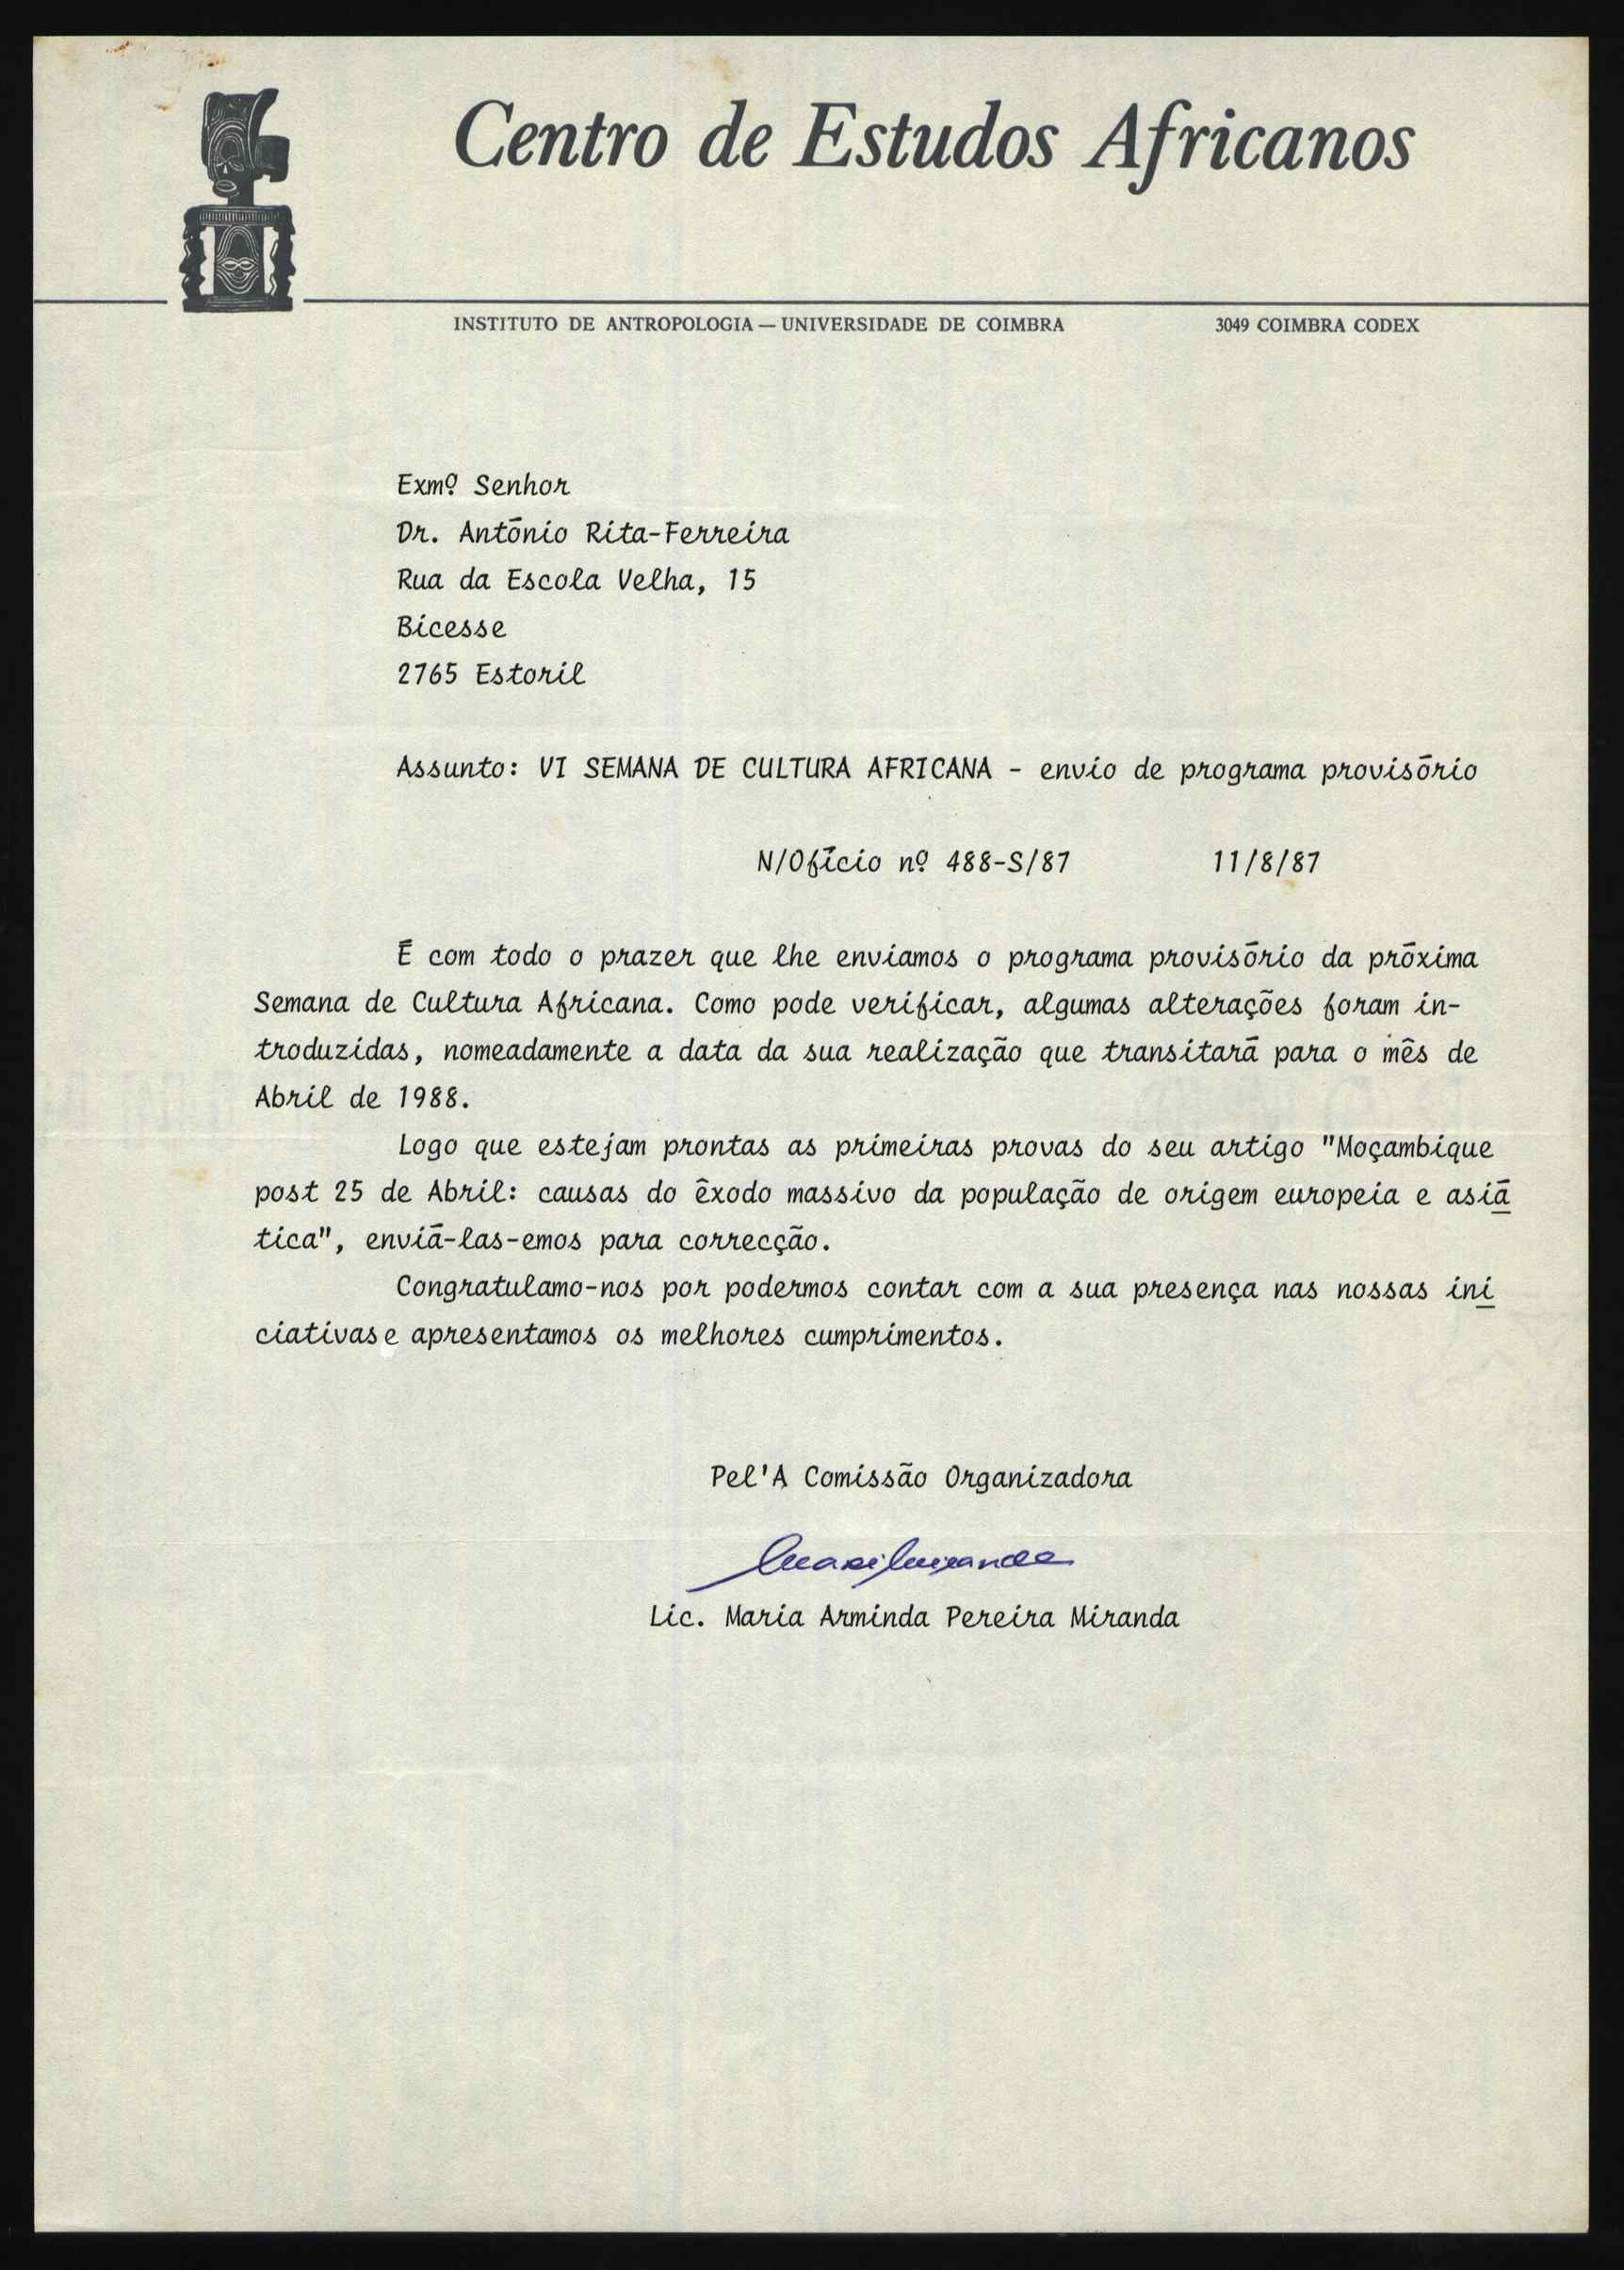 Centro de Estudos Africanos
INSTITUTO DE ANTROPOLOGIA — UNIVERSIDADE DE COIMBRA 3049 COIMBRA CODEX
Exmº Senhor
Dr. António Rita-Ferreira
Rua da Escola Velha, 15
Bicesse
2765 Estoril
Assunto: VI SEMANA DE CULTURA AFRICANA - envio de programa provisório
N/Ofício nº 488-S/87 11/8/87
É com todo o prazer que lhe enviamos o programa provisório da próxima
Semana de Cultura Africana. Como pode verificar, algumas alterações foram in-
troduzidas, nomeadamente a data da sua realização que transitará para o mês de
Abril de 1988.
Logo que estejam prontas as primeiras provas do seu artigo "Moçambique
post 25 de Abril: causas do êxodo massivo da população de origem europeia e asiá
tica", enviá-las-emos para correcção.
Congratulamo-nos por podermos contar com a sua presença nas nossas ini
ciativas e apresentamos os melhores cumprimentos.
Pel'A Comissão Organizadora
Lic. Maria Arminda Pereira Miranda